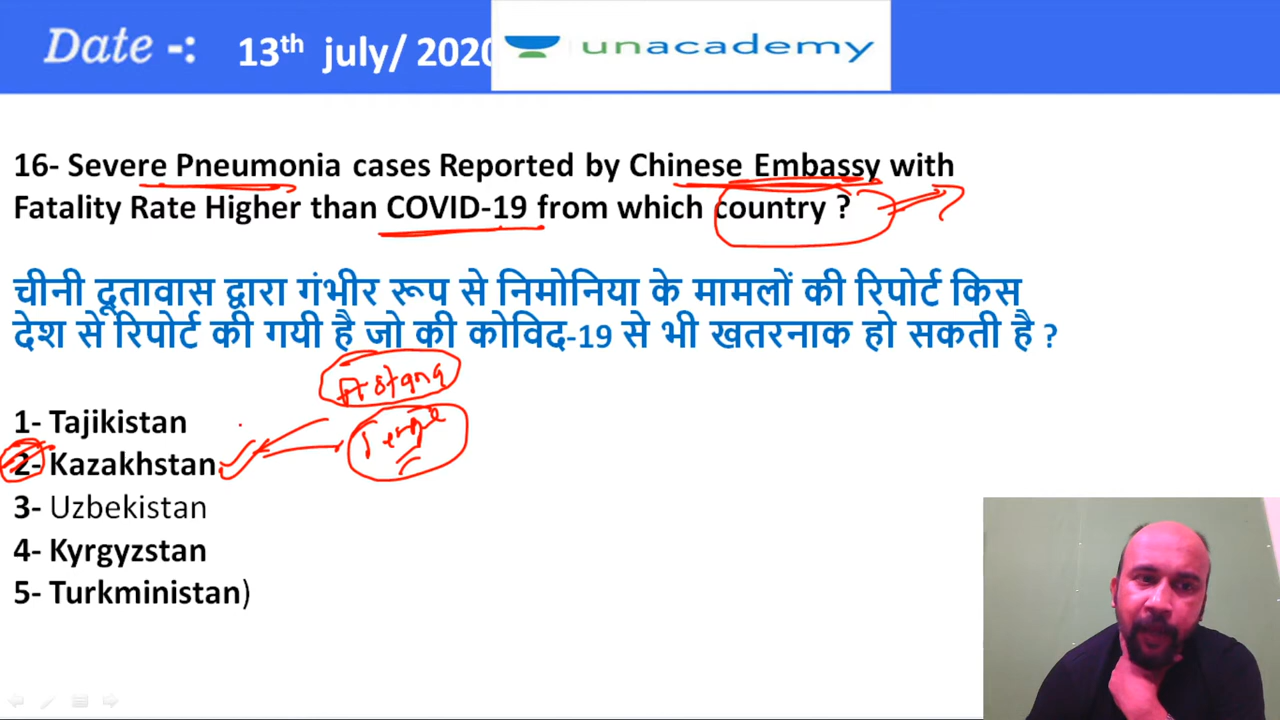 Date -: 13th july/ 2020 unacademy
16- Severe Pneumonia cases Reported by Chinese Embassy with
Fatality Rate Higher than COVID-19 from which country ?
चीनी दूतावास द्वारा गंभीर रूप से निमोनिया के मामलों की रिपोर्ट किस
देश से रिपोर्ट की गयी है जो की कोविद-19 से भी खतरनाक हो सकती है ?
1- Tajikistan
2- Kazakhstan
3- Uzbekistan
4- Kyrgyzstan
5- Turkministan)